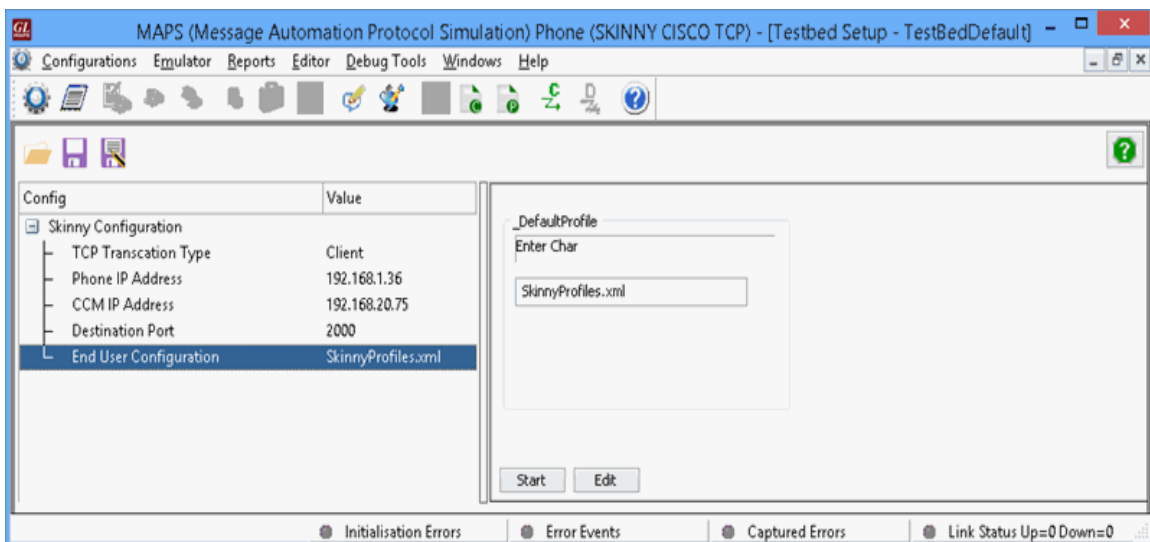 GL
MAPS (Message Automation Protocol Simulation) Phone (SKINNY CISCO TCP) - [Testbed Setup - TestBedDefault]
Configurations Emulator Reports Editor Debug Tools Windows Help
Config Value
Skinny Configuration
TCP Transcation Type Client
Phone IP Address 192.168.1.36
CCM IP Address 192.168.20.75
Destination Port 2000
End User Configuration SkinnyProfiles.xml
_DefaultProfile
Enter Char
SkinnyProfiles.xml
Start Edit
Initialisation Errors Error Events Captured Errors Link Status Up=0 Down=0